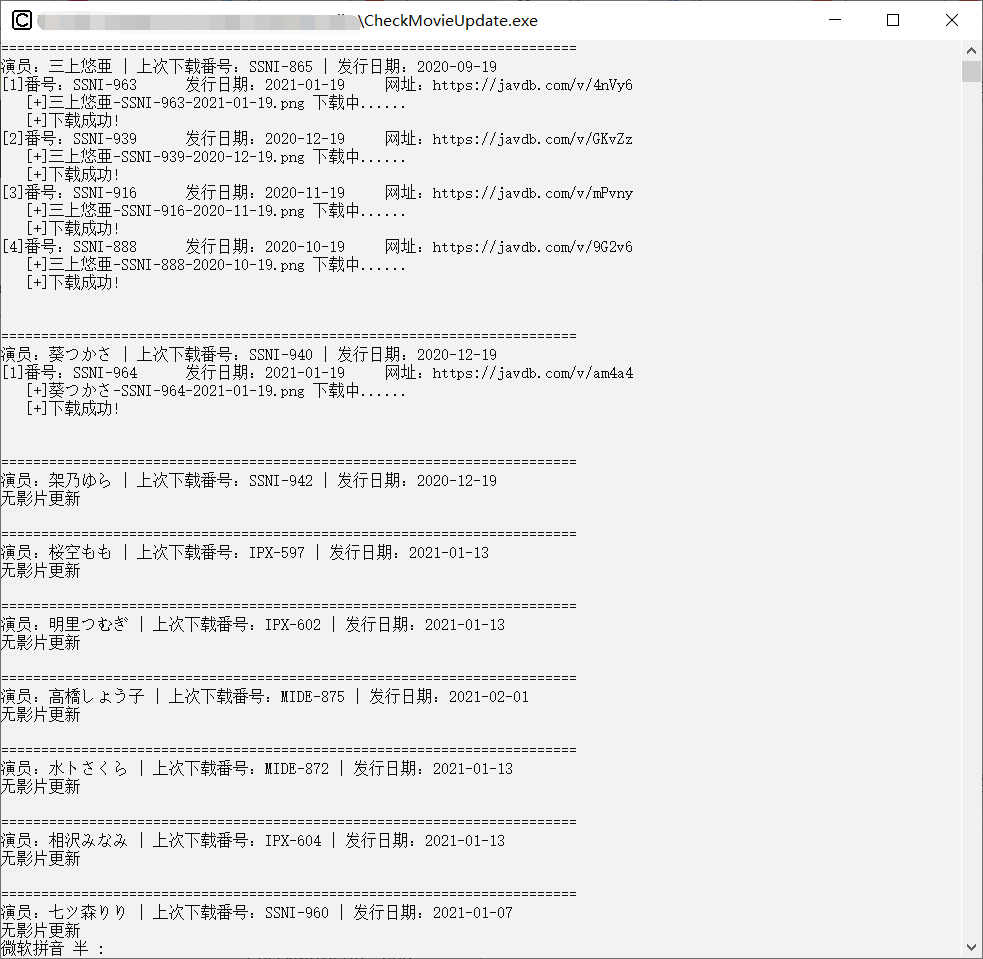 \CheckMovieUpdate.exe
========================================================================
演员: 三上悠亜 | 上次下载番号: SSNI-865 | 发行日期: 2020-09-19
[1]番号: SSNI-963 发行日期: 2021-01-19 网址: https://javdb.com/v/4nVy6
[+]三上悠亜-SSNI-963-2021-01-19.png 下载中......
[+]下载成功!
[2]番号: SSNI-939 发行日期: 2020-12-19 网址: https://javdb.com/v/GKvZz
[+]三上悠亜-SSNI-939-2020-12-19.png 下载中......
[+]下载成功!
[3]番号: SSNI-916 发行日期: 2020-11-19 网址: https://javdb.com/v/mPvny
[+]三上悠亜-SSNI-916-2020-11-19.png 下载中......
[+]下载成功!
[4]番号: SSNI-888 发行日期: 2020-10-19 网址: https://javdb.com/v/9G2v6
[+]三上悠亜-SSNI-888-2020-10-19.png 下载中......
[+]下载成功!
========================================================================
演员: 葵つかさ | 上次下载番号: SSNI-940 | 发行日期: 2020-12-19
[1]番号: SSNI-964 发行日期: 2021-01-19 网址: https://javdb.com/v/am4a4
[+]葵つかさ-SSNI-964-2021-01-19.png 下载中......
[+]下载成功!
========================================================================
演员: 架乃ゆら | 上次下载番号: SSNI-942 | 发行日期: 2020-12-19
无影片更新
========================================================================
演员: 桜空もも | 上次下载番号: IPX-597 | 发行日期: 2021-01-13
无影片更新
========================================================================
演员: 明里つむぎ | 上次下载番号: IPX-602 | 发行日期: 2021-01-13
无影片更新
========================================================================
演员: 高橋しょう子 | 上次下载番号: MIDE-875 | 发行日期: 2021-02-01
无影片更新
========================================================================
演员: 水卜さくら | 上次下载番号: MIDE-872 | 发行日期: 2021-01-13
无影片更新
========================================================================
演员: 相沢みなみ | 上次下载番号: IPX-604 | 发行日期: 2021-01-13
无影片更新
========================================================================
演员: 七ツ森りり | 上次下载番号: SSNI-960 | 发行日期: 2021-01-07
无影片更新
微软拼音 半 :